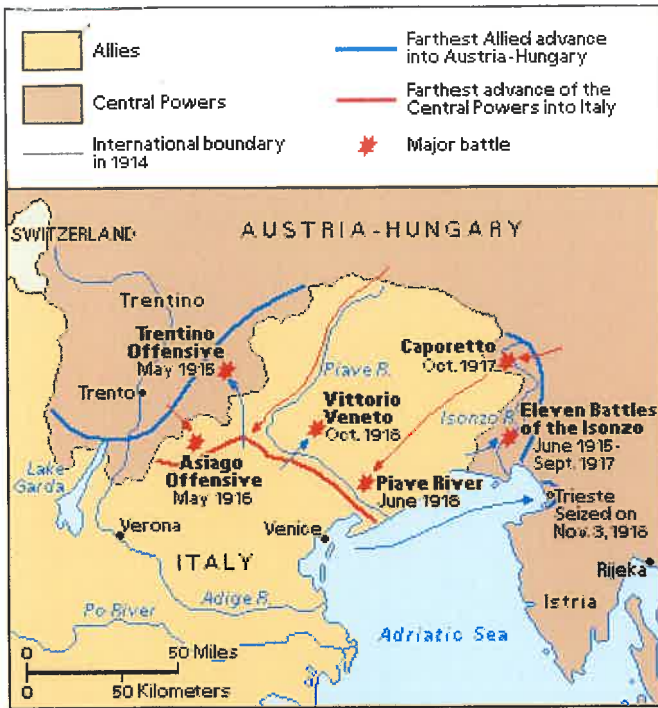 Allies
Central Powers
International boundary
in 1914
Farthest Allied advance
into Austria-Hungary
Farthest advance of the
Central Powers into Italy
Major battle
SWITZERLAND
AUSTRIA-HUNGARY
Trentino
Trentino
Offensive
May 1916
Trento
Piave R.
Caporetto
Oct. 1917
Vittorio
Veneto
Oct. 1918
Isonzo R.
Eleven Battles
of the Isonzo
June 1915-
Sept. 1917
Lake
Garda
Asiago
Offensive
May 1916
Piave River
June 1918
Trieste
Seized on
Nov. 3, 1918
Verona
Venice
ITALY
Rijeka
Istria
Adige R.
Po River
Adriatic Sea
0 50 Miles
0 50 Kilometers